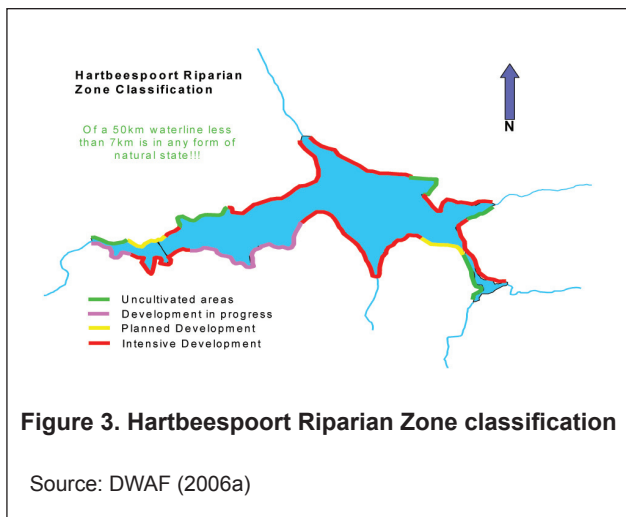 Hartbeespoort Riparian
Zone Classification
Of a 50km waterline less
than 7km is in any form of
natural state!!!
N
Uncultivated areas
Development in progress
Planned Development
Intensive Development
Figure 3. Hartbeespoort Riparian Zone classification
Source: DWAF (2006a)